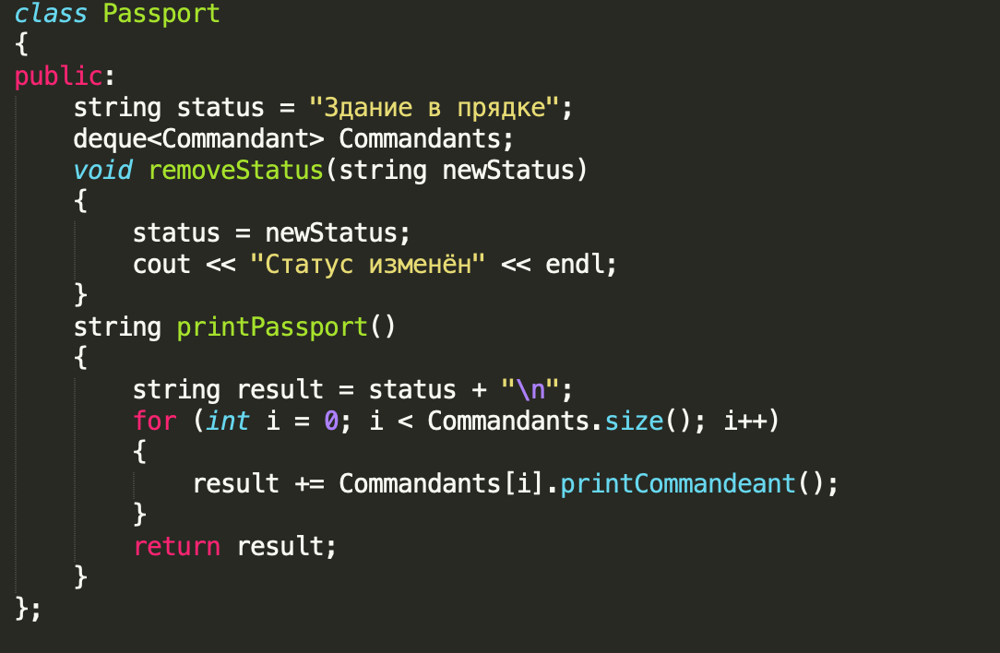 class Passport
{
public:
    string status = "Здание в прядке";
    deque<Commandant> Commandants;
    void removeStatus(string newStatus)
    {
        status = newStatus;
        cout << "Статус изменён" << endl;
    }
    string printPassport()
    {
        string result = status + "\n";
        for (int i = 0; i < Commandants.size(); i++)
        {
            result += Commandants[i].printCommandeant();
        }
        return result;
    }
};